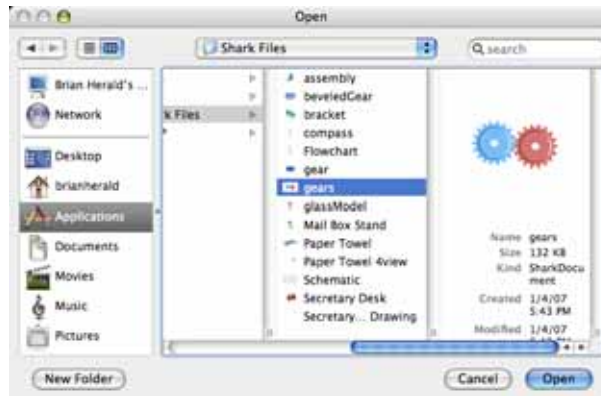 Open
Shark Files
search
Brian Herald's ...
Network
Desktop
brianherald
Applications
Documents
Movies
Music
Pictures
k Files
assembly
beveledGear
bracket
compass
Flowchart
gear
gears
glassModel
Mail Box Stand
Paper Towel
Paper Towel 4view
Schematic
Secretary Desk
Secretary... Drawing
Name gears
Size 132 KB
Kind SharkDocu
ment
Created 1/4/07
5:43 PM
Modified 1/4/07
New Folder
Cancel
Open